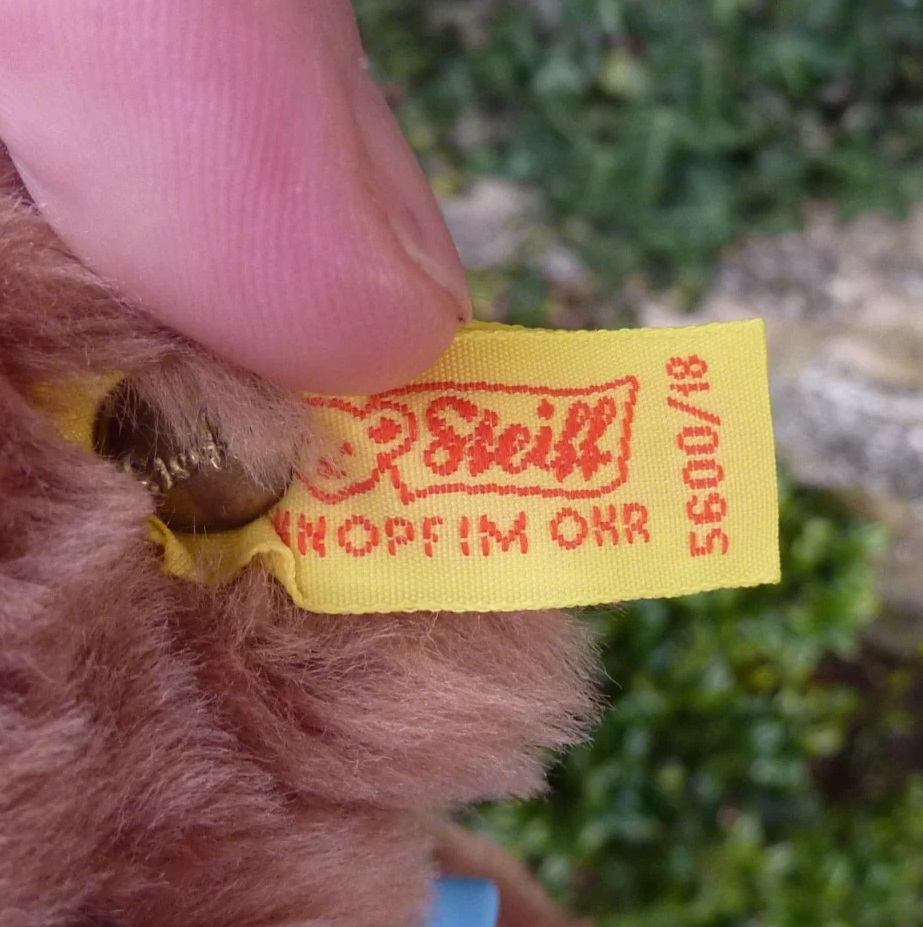 Steiff
KNOPF IM OHR
5600/18